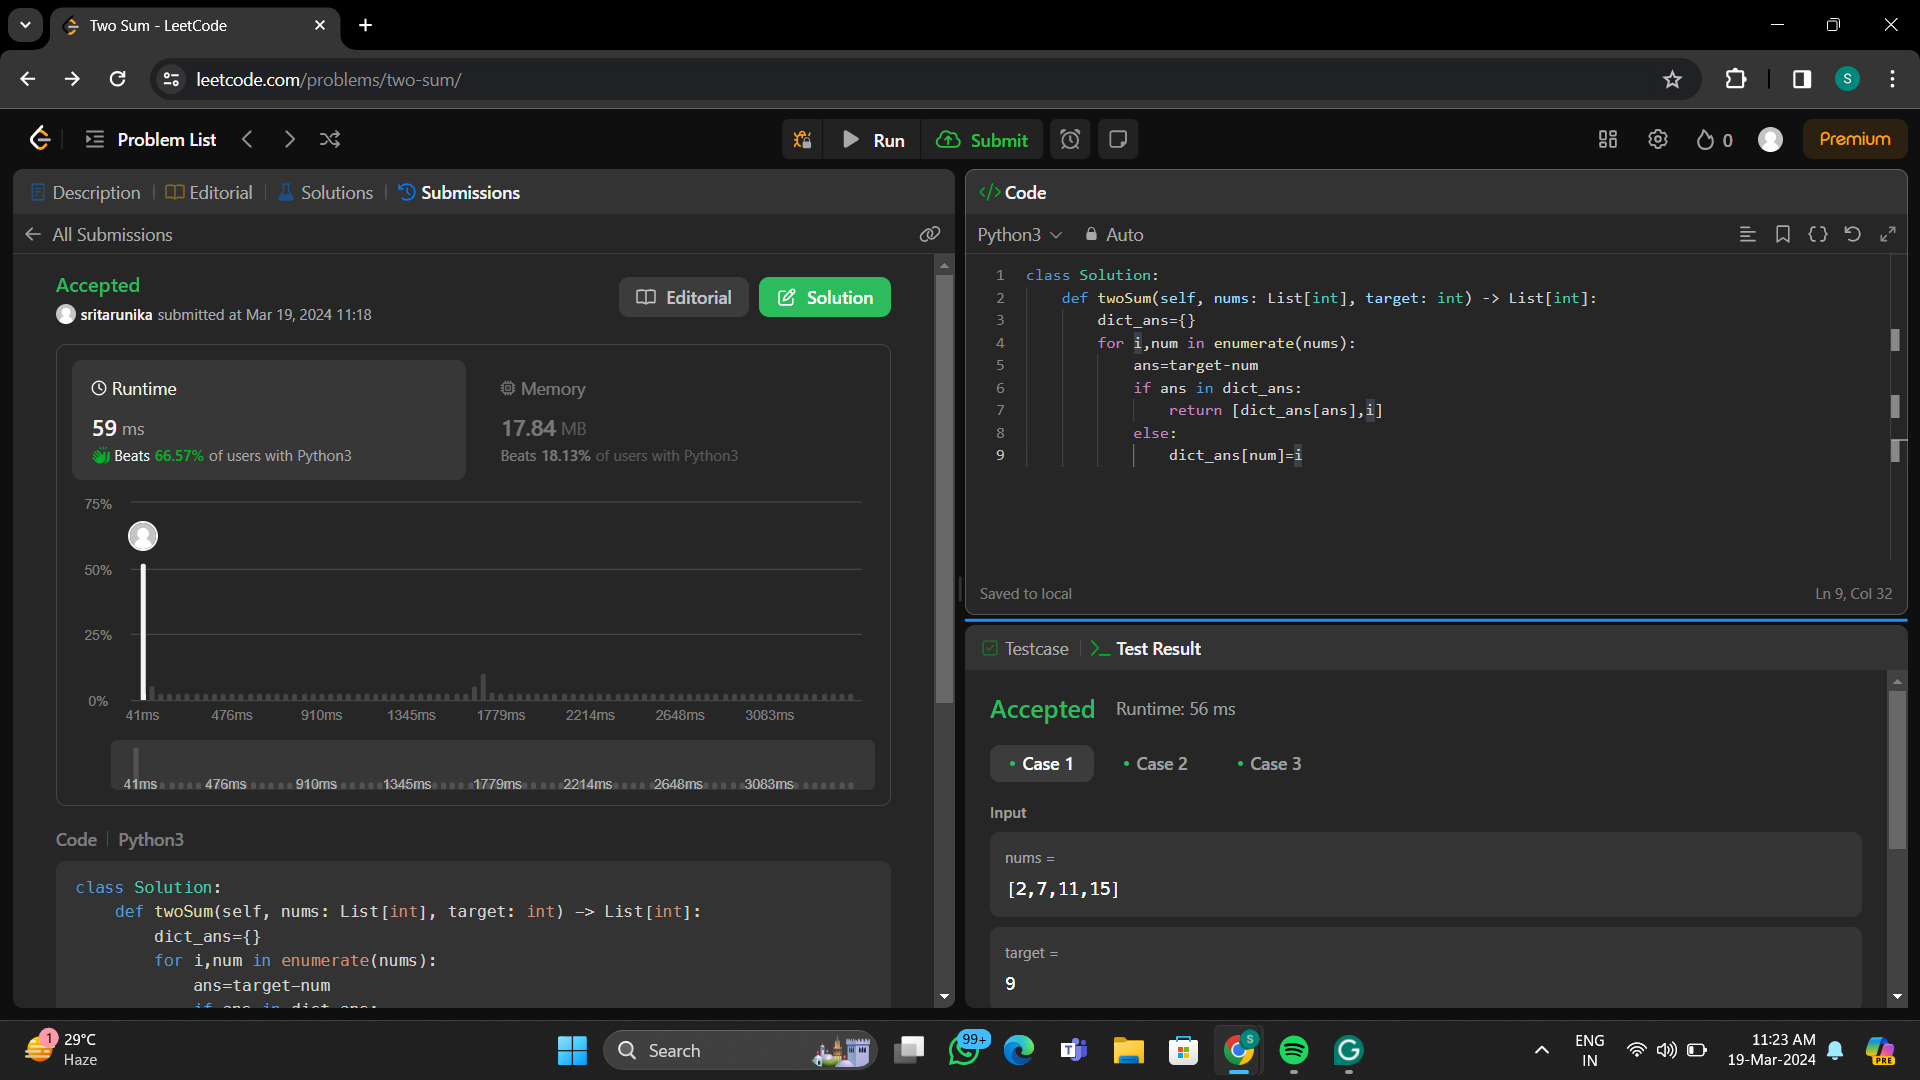 Two Sum - LeetCode
leetcode.com/problems/two-sum/
S
Problem List
Run
Submit
0
Premium
Description
Editorial
Solutions
Submissions
All Submissions
Accepted
sritarunika submitted at Mar 19, 2024 11:18
Editorial
Solution
Runtime
59 ms
Beats 66.57% of users with Python3
Memory
17.84 MB
Beats 18.13% of users with Python3
75%
50%
25%
0%
41ms 476ms 910ms 1345ms 1779ms 2214ms 2648ms 3083ms
41ms 476ms 910ms 1345ms 1779ms 2214ms 2648ms 3083ms
Code Python3
class Solution:
def twoSum(self, nums: List[int], target: int) -> List[int]:
dict_ans={}
for i,num in enumerate(nums):
ans=target-num
if ans in dict_ans:
</> Code
Python3
Auto
1 class Solution:
2 def twoSum(self, nums: List[int], target: int) -> List[int]:
3 dict_ans={}
4 for i,num in enumerate(nums):
5 ans=target-num
6 if ans in dict_ans:
7 return [dict_ans[ans],i]
8 else:
9 dict_ans[num]=i
Saved to local
Ln 9, Col 32
Testcase
Test Result
Accepted Runtime: 56 ms
Case 1
Case 2
Case 3
Input
nums =
[2,7,11,15]
target =
9
1
29°C
Haze
Search
99+
S
ENG
IN
11:23 AM
19-Mar-2024
PRE